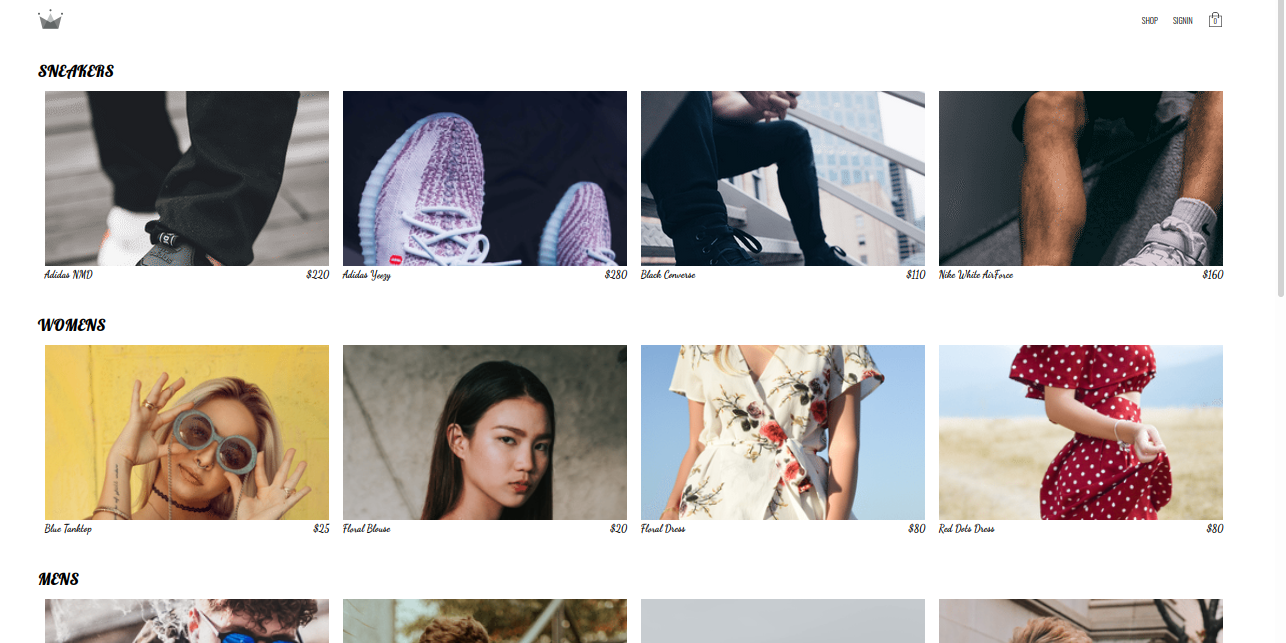 SHOP SIGNIN 0
SNEAKERS
Adidas NMD $220
Adidas Yeezy $280
Black Converse $110
Nike White AirForce $160
WOMENS
Blue Tanktop $25
Floral Blouse $20
Floral Dress $80
Red Dots Dress $80
MENS